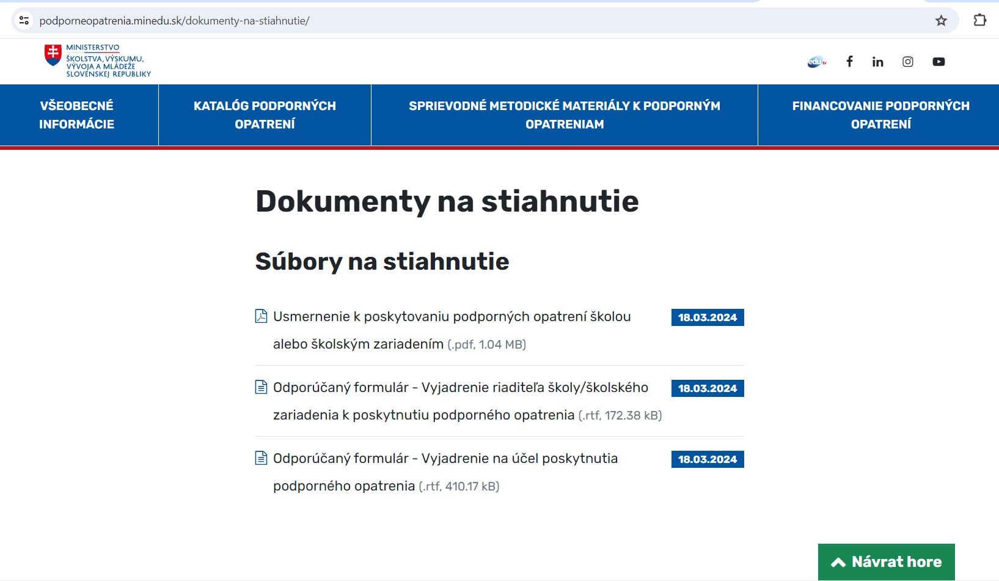 podporneopatrenia.minedu.sk/dokumenty-na-stiahnutie/
MINISTERSTVO
ŠKOLSTVA, VÝSKUMU,
VÝVOJA A MLÁDEŽE
SLOVENSKEJ REPUBLIKY
edu tv
VŠEOBECNÉ
INFORMÁCIE
KATALÓG PODPORNÝCH
OPATRENÍ
SPRIEVODNÉ METODICKÉ MATERIÁLY K PODPORNÝM
OPATRENIAM
FINANCOVANIE PODPORNÝCH
OPATRENÍ
Dokumenty na stiahnutie
Súbory na stiahnutie
Usmernenie k poskytovaniu podporných opatrení školou
18.03.2024
alebo školským zariadením (.pdf, 1.04 MB)
Odporúčaný formulár - Vyjadrenie riaditeľa školy/školského
18.03.2024
zariadenia k poskytnutiu podporného opatrenia (.rtf, 172.38 kB)
Odporúčaný formulár - Vyjadrenie na účel poskytnutia
18.03.2024
podporného opatrenia (.rtf, 410.17 kB)
Návrat hore